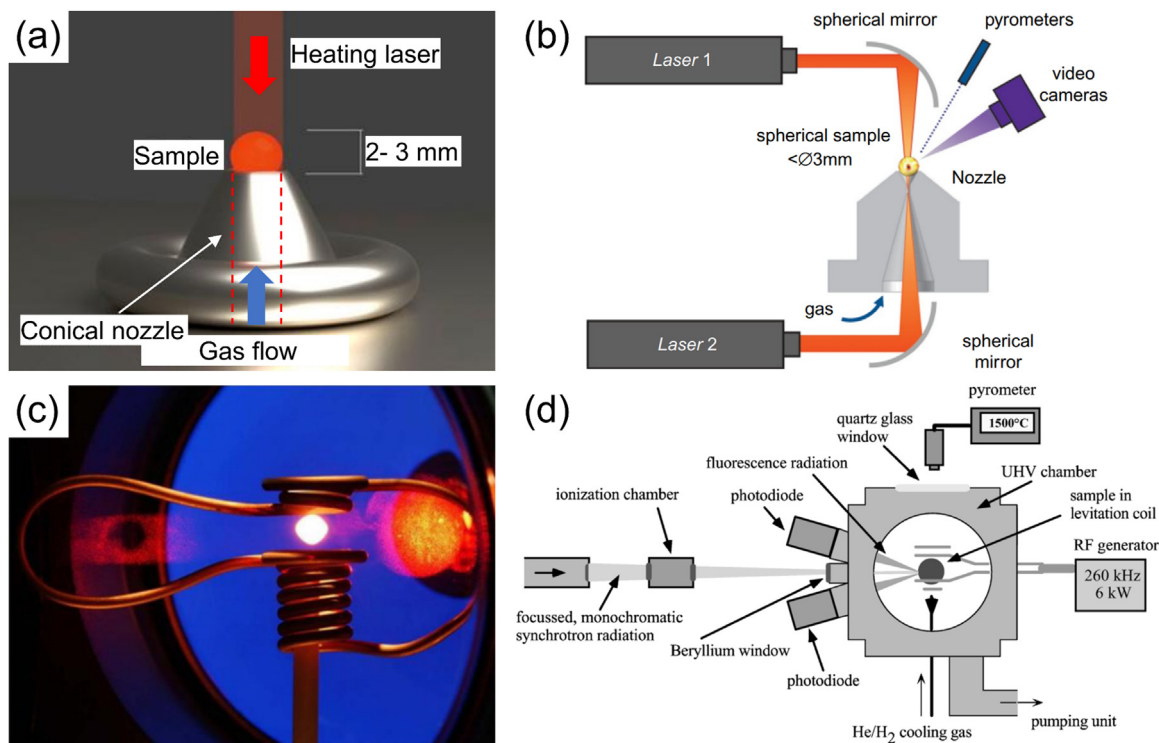 (a)
Heating laser
Sample
2- 3 mm
Conical nozzle
Gas flow
(b)
spherical mirror
pyrometers
Laser 1
video
cameras
spherical sample
<Ø3mm
Nozzle
gas
Laser 2
spherical
mirror
(c)
(d)
pyrometer
quartz glass
window
1500°C
fluorescence radiation
UHV chamber
photodiode
sample in
levitation coil
ionization chamber
RF generator
260 kHz
6 kW
focussed, monochromatic
synchrotron radiation
Beryllium window
photodiode
He/H₂ cooling gas
pumping unit